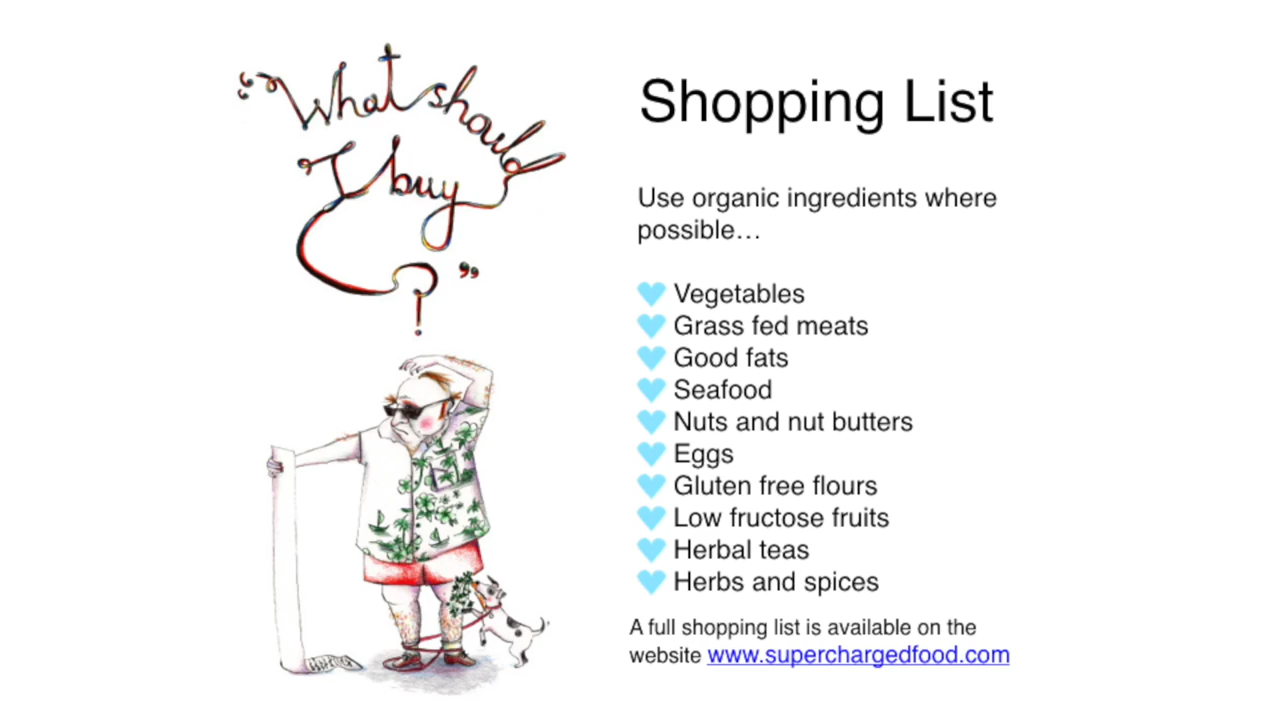 “What should
I buy
?”
Shopping List
Use organic ingredients where
possible…
Vegetables
Grass fed meats
Good fats
Seafood
Nuts and nut butters
Eggs
Gluten free flours
Low fructose fruits
Herbal teas
Herbs and spices
A full shopping list is available on the
website www.superchargedfood.com